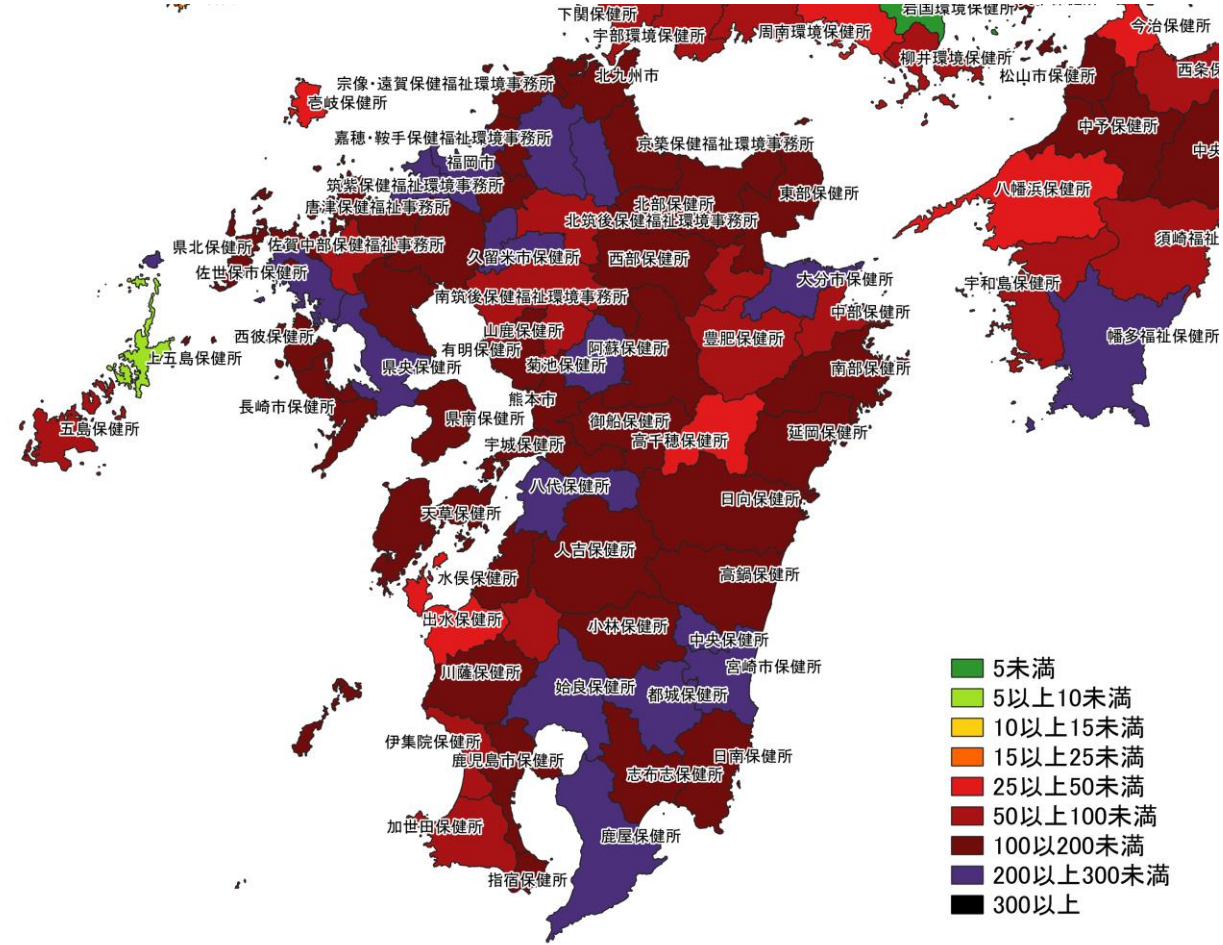 下関保健所
宇部環境保健所
周南環境保健所
岩国環境保健所
柳井環境保健所
今治保健所
松山市保健所
西条保
中予保健所
中央
八幡浜保健所
須崎福祉
宇和島保健所
幡多福祉保健所
宗像・遠賀保健福祉環境事務所
北九州市
壱岐保健所
嘉穂・鞍手保健福祉環境事務所
京築保健福祉環境事務所
福岡市
筑紫保健福祉環境事務所
東部保健所
唐津保健福祉事務所
北部保健所
北筑後保健福祉環境事務所
県北保健所
佐賀中部保健福祉事務所
久留米市保健所
西部保健所
佐世保市保健所
大分市保健所
南筑後保健福祉環境事務所
中部保健所
西彼保健所
山鹿保健所
豊肥保健所
有明保健所
阿蘇保健所
上五島保健所
県央保健所
菊池保健所
南部保健所
長崎市保健所
熊本市
県南保健所
御船保健所
五島保健所
宇城保健所
高千穂保健所
延岡保健所
八代保健所
日向保健所
天草保健所
人吉保健所
水俣保健所
高鍋保健所
出水保健所
小林保健所
中央保健所
川薩保健所
宮崎市保健所
姶良保健所
都城保健所
伊集院保健所
鹿児島市保健所
日南保健所
志布志保健所
加世田保健所
鹿屋保健所
指宿保健所
5未満
5以上10未満
10以上15未満
15以上25未満
25以上50未満
50以上100未満
100以200未満
200以上300未満
300以上